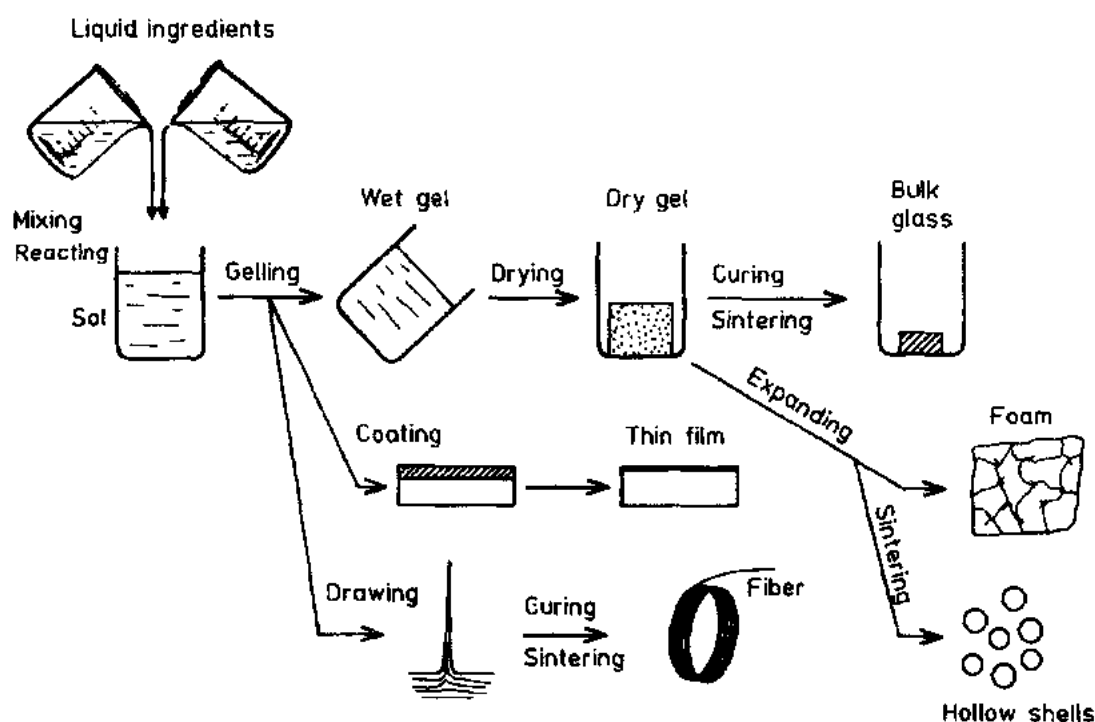 Liquid ingredients
Mixing
Reacting
Sol
Gelling
Wet gel
Drying
Dry gel
Curing
Sintering
Bulk
glass
Expanding
Foam
Sintering
Hollow shells
Coating
Thin film
Drawing
Curing
Sintering
Fiber